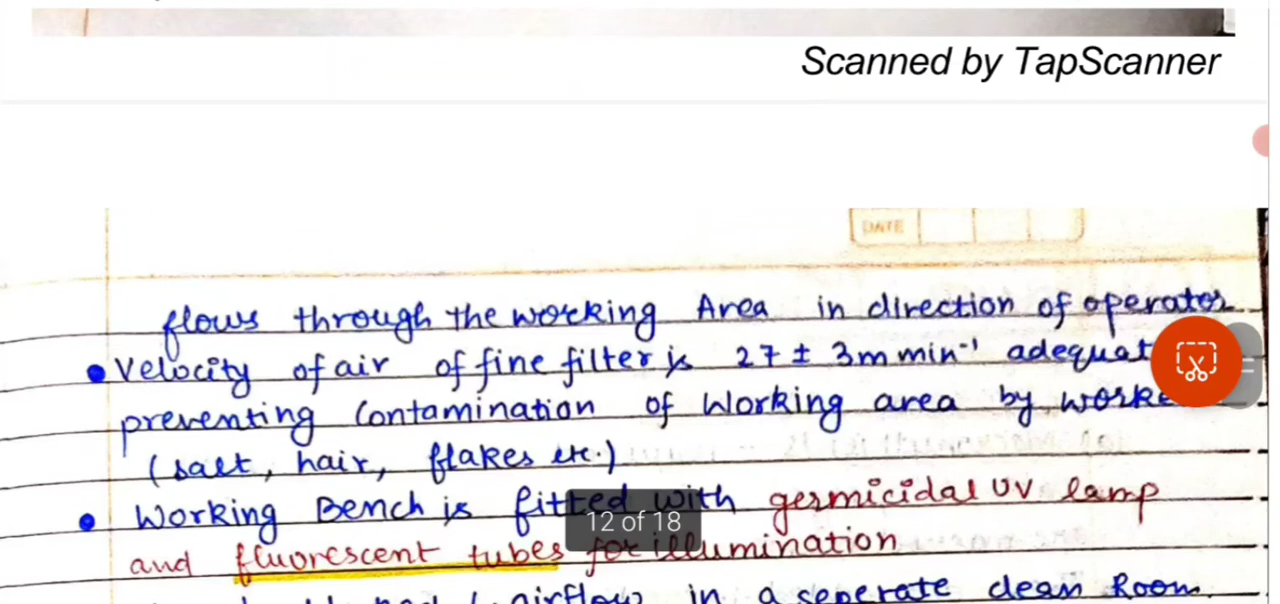 Scanned by TapScanner
DATE
flows through the working Area in direction of operator
• Velocity of air of fine filter is 27 ± 3m min⁻¹ adequat
preventing Contamination of Working area by worke
(salt, hair, flakes etc.)
• Working Bench is fitted with germicidal UV lamp
12 of 18
and fluorescent tubes for illumination
airflow in a seperate clean Room.